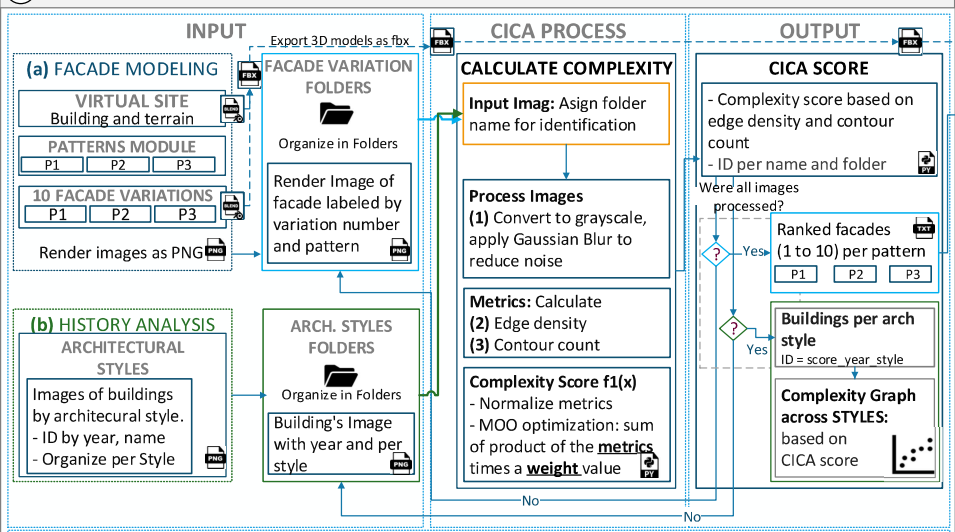 INPUT
CICA PROCESS
OUTPUT
Export 3D models as fbx
FBX
FBX
FBX
(a) FACADE MODELING
VIRTUAL SITE
Building and terrain
BLEND
PATTERNS MODULE
P1 P2 P3
10 FACADE VARIATIONS
P1 P2 P3
BLEND
Render images as PNG
PNG
FACADE VARIATION
FOLDERS
Organize in Folders
Render Image of
facade labeled by
variation number
and pattern
PNG
(b) HISTORY ANALYSIS
ARCHITECTURAL
STYLES
Images of buildings
by architecural style.
- ID by year, name
- Organize per Style
PNG
ARCH. STYLES
FOLDERS
Organize in Folders
Building's Image
with year and per
style
PNG
CALCULATE COMPLEXITY
Input Imag: Asign folder
name for identification
Process Images
(1) Convert to grayscale,
apply Gaussian Blur to
reduce noise
Metrics: Calculate
(2) Edge density
(3) Contour count
Complexity Score f1(x)
- Normalize metrics
- MOO optimization: sum
of product of the metrics
times a weight value
PY
CICA SCORE
- Complexity score based on
edge density and contour
count
- ID per name and folder
PY
Were all images
processed?
?
Yes
Ranked facades
(1 to 10) per pattern
TXT
P1 P2 P3
?
Yes
Buildings per arch
style
ID = score_year_style
Complexity Graph
across STYLES:
based on
CICA score
No
No